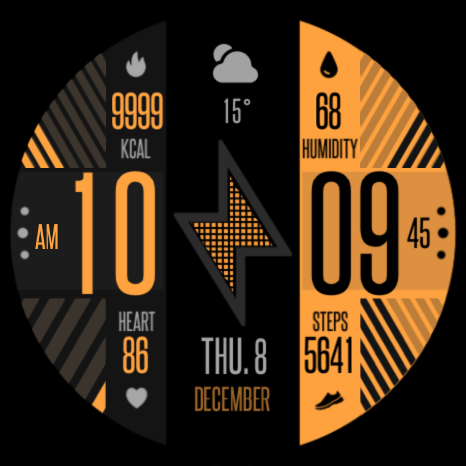 9999
KCAL
15°
68
HUMIDITY
AM
10
09
45
HEART
86
THU. 8
DECEMBER
STEPS
5641